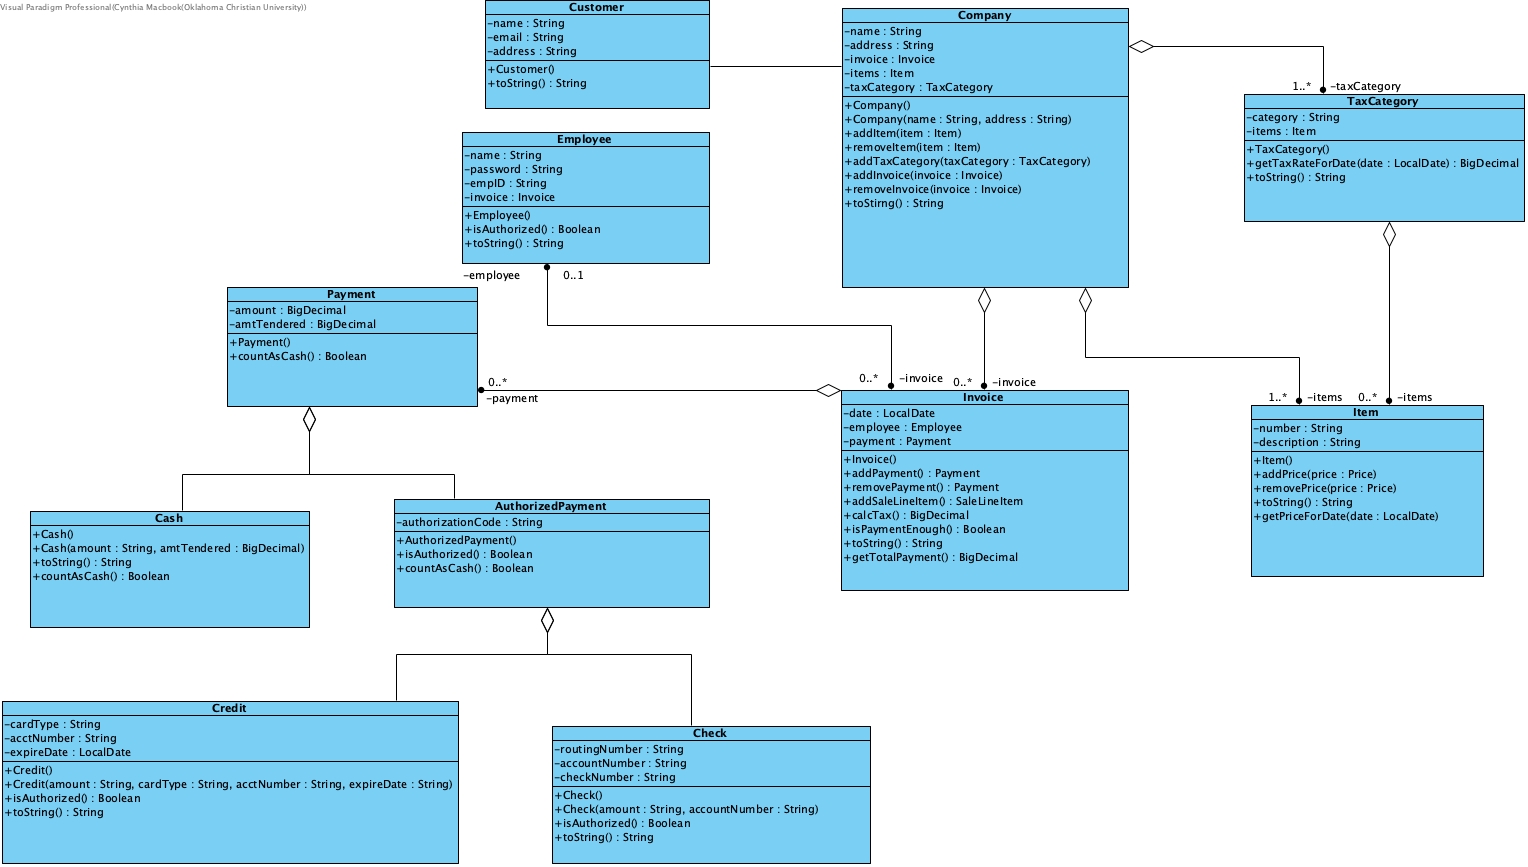 Visual Paradigm Professional(Cynthia Macbook(Oklahoma Christian University))
Customer
-name : String
-email : String
-address : String
+Customer()
+toString() : String
Company
-name : String
-address : String
-invoice : Invoice
-items : Item
-taxCategory : TaxCategory
+Company()
+Company(name : String, address : String)
+addItem(item : Item)
+removeItem(item : Item)
+addTaxCategory(taxCategory : TaxCategory)
+addInvoice(invoice : Invoice)
+removeInvoice(invoice : Invoice)
+toStirng() : String
1..* -taxCategory
TaxCategory
-category : String
-items : Item
+TaxCategory()
+getTaxRateForDate(date : LocalDate) : BigDecimal
+toString() : String
Employee
-name : String
-password : String
-empID : String
-invoice : Invoice
+Employee()
+isAuthorized() : Boolean
+toString() : String
-employee 0..1
Payment
-amount : BigDecimal
-amtTendered : BigDecimal
+Payment()
+countAsCash() : Boolean
0..*
-payment
0..* -invoice 0..* -invoice
Invoice
-date : LocalDate
-employee : Employee
-payment : Payment
+Invoice()
+addPayment() : Payment
+removePayment() : Payment
+addSaleLineItem() : SaleLineItem
+calcTax() : BigDecimal
+isPaymentEnough() : Boolean
+toString() : String
+getTotalPayment() : BigDecimal
1..* -items 0..* -items
Item
-number : String
-description : String
+Item()
+addPrice(price : Price)
+removePrice(price : Price)
+toString() : String
+getPriceForDate(date : LocalDate)
Cash
+Cash()
+Cash(amount : String, amtTendered : BigDecimal)
+toString() : String
+countAsCash() : Boolean
AuthorizedPayment
-authorizationCode : String
+AuthorizedPayment()
+isAuthorized() : Boolean
+countAsCash() : Boolean
Credit
-cardType : String
-acctNumber : String
-expireDate : LocalDate
+Credit()
+Credit(amount : String, cardType : String, acctNumber : String, expireDate : String)
+isAuthorized() : Boolean
+toString() : String
Check
-routingNumber : String
-accountNumber : String
-checkNumber : String
+Check()
+Check(amount : String, accountNumber : String)
+isAuthorized() : Boolean
+toString() : String